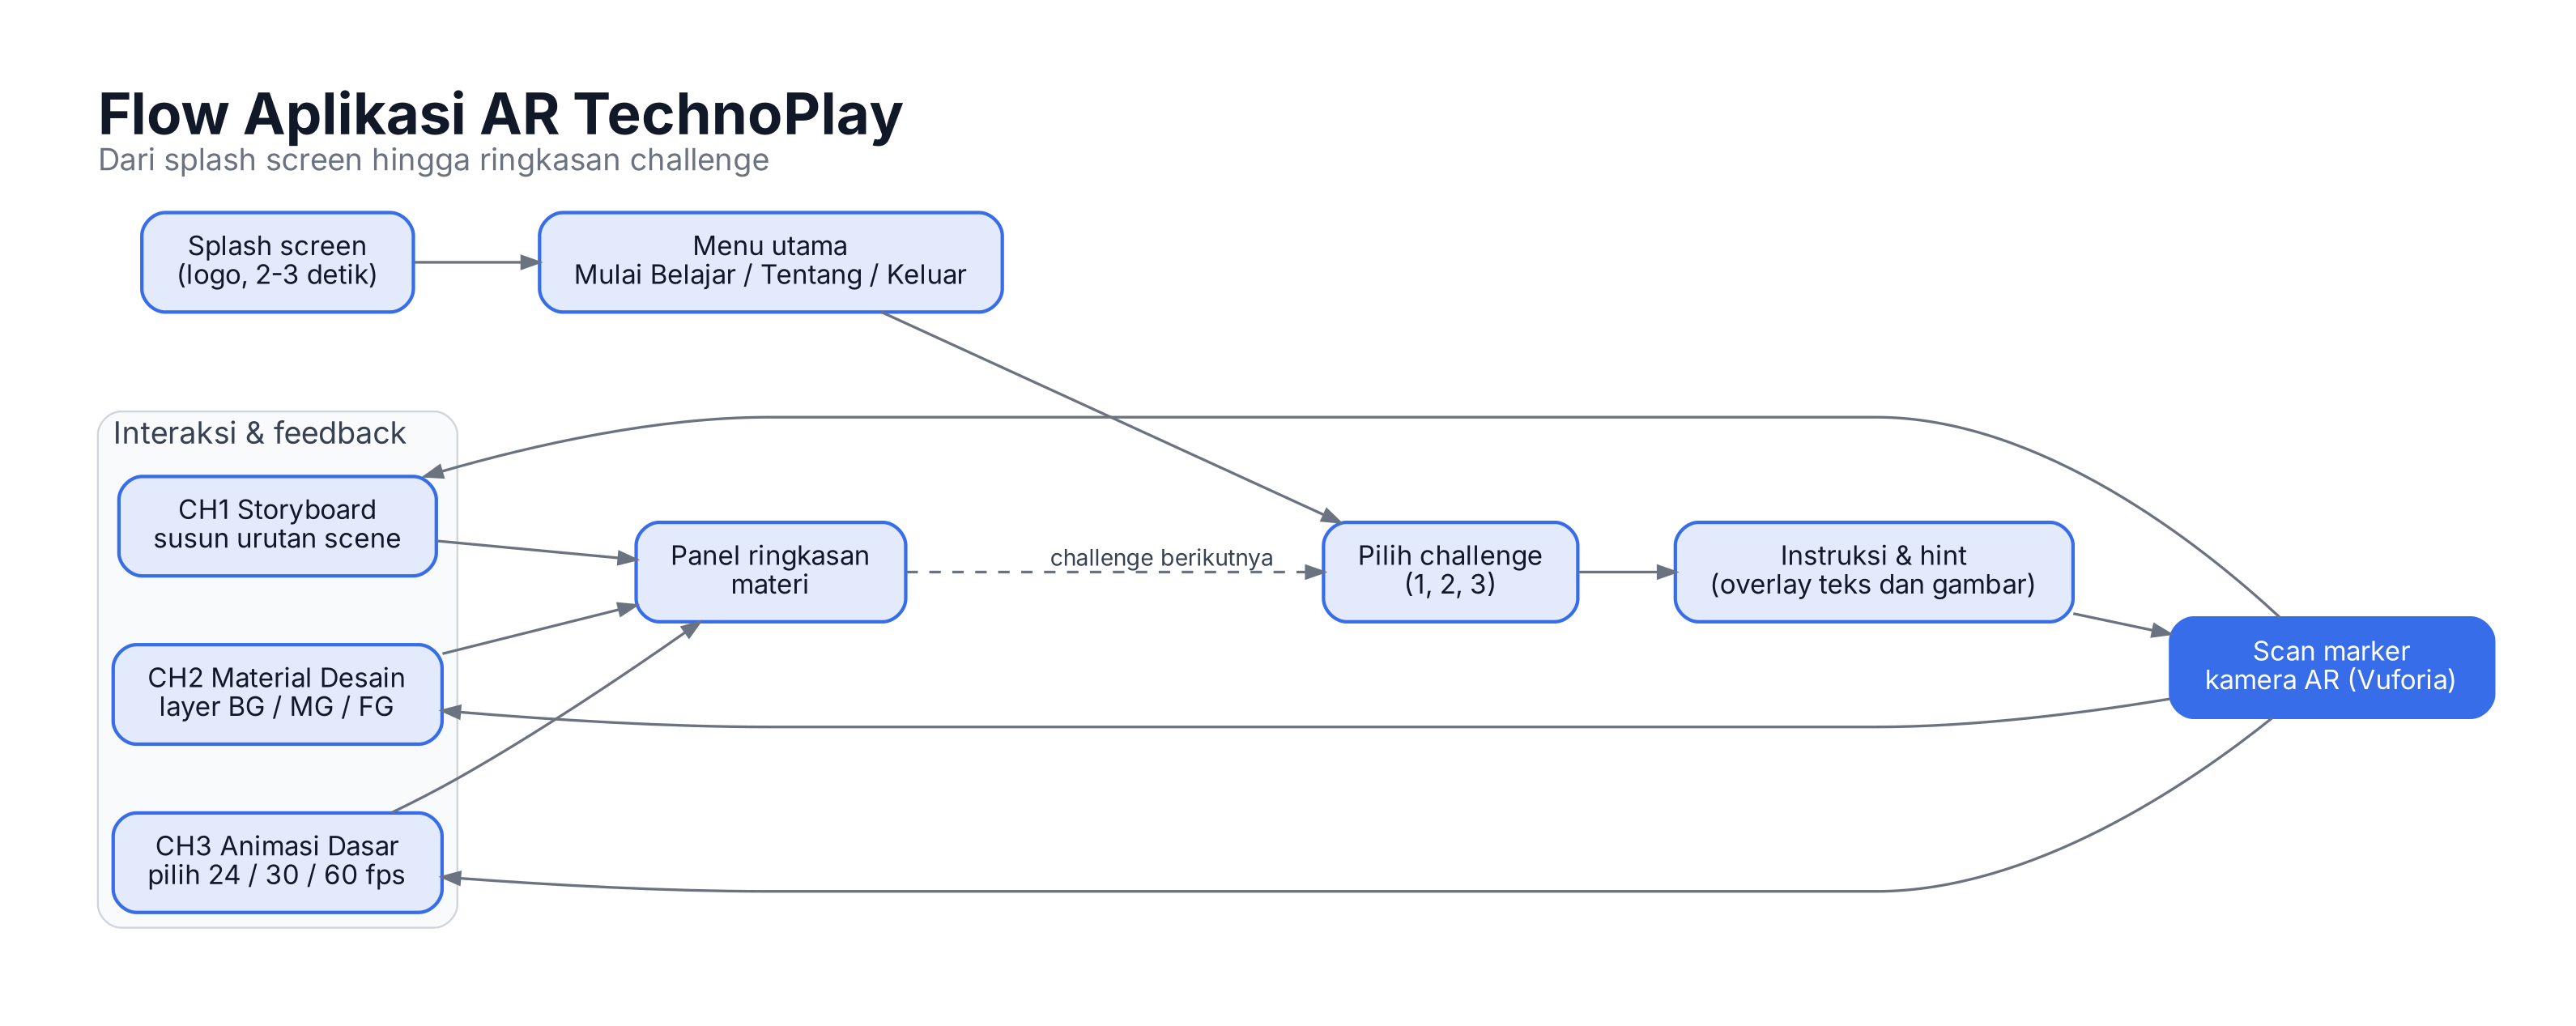 Flow Aplikasi AR TechnoPlay
Dari splash screen hingga ringkasan challenge
Splash screen
(logo, 2-3 detik)
Menu utama
Mulai Belajar / Tentang / Keluar
Interaksi & feedback
CH1 Storyboard
susun urutan scene
Panel ringkasan
materi
challenge berikutnya
Pilih challenge
(1, 2, 3)
Instruksi & hint
(overlay teks dan gambar)
Scan marker
kamera AR (Vuforia)
CH2 Material Desain
layer BG / MG / FG
CH3 Animasi Dasar
pilih 24 / 30 / 60 fps